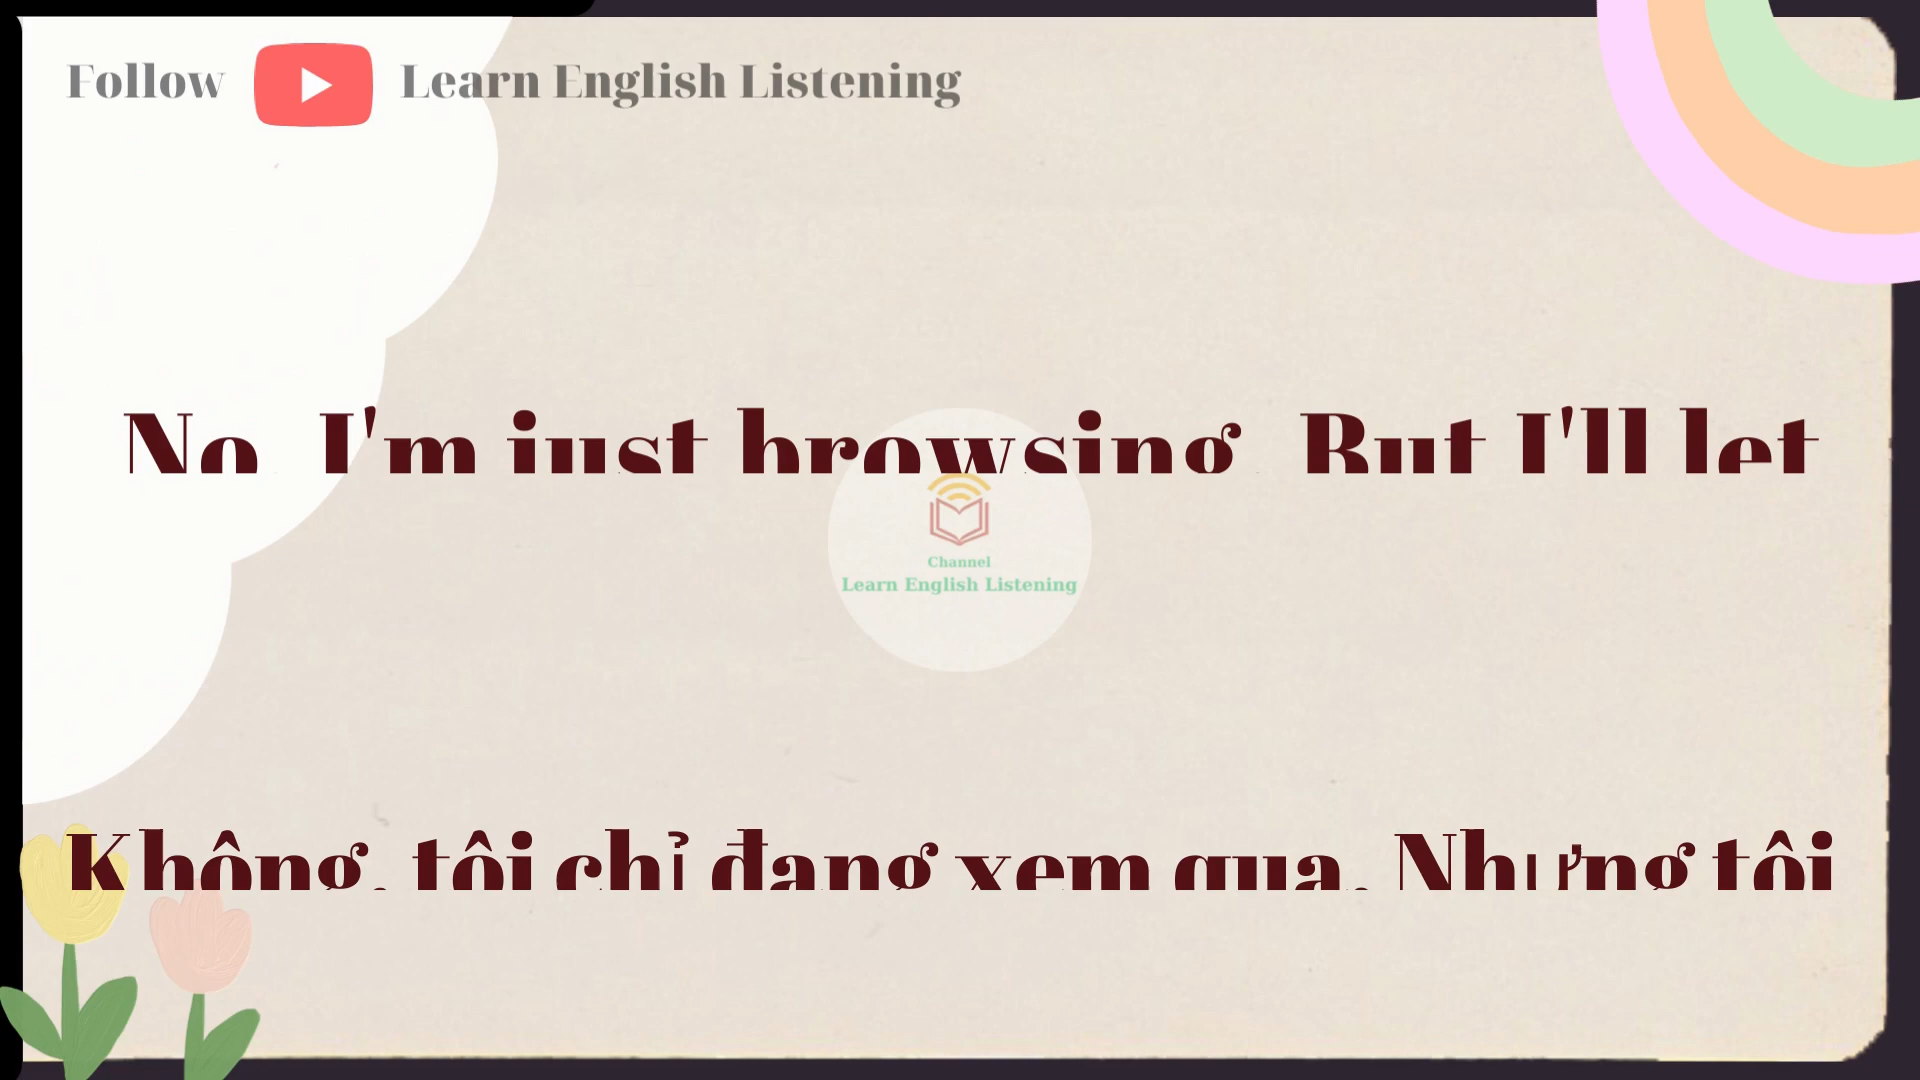 Follow Learn English Listening
No, I'm just browsing. But I'll let
Channel
Learn English Listening
Không, tôi chỉ đang xem qua. Nhưng tôi